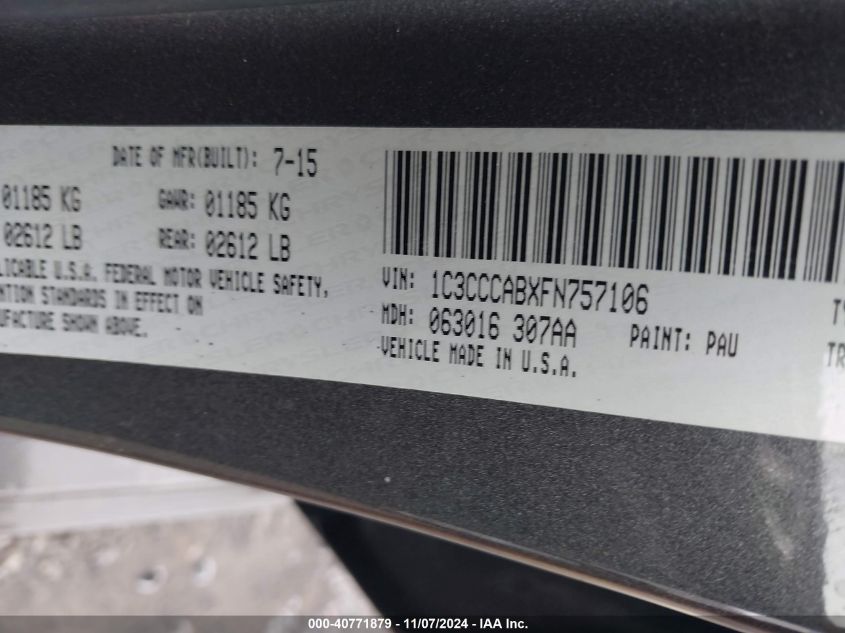 DATE OF MFR(BUILT): 7-15
01185 KG GAWR: 01185 KG
02612 LB REAR: 02612 LB
LICABLE U.S.A. FEDERAL MOTOR VEHICLE SAFETY,
NTION STANDARDS IN EFFECT ON
UFACTURE SHOWN ABOVE.
VIN: 1C3CCCABXFN757106
MDH: 063016 307AA PAINT: PAU
VEHICLE MADE IN U.S.A.
TR
000-40771879 - 11/07/2024 - IAA Inc.